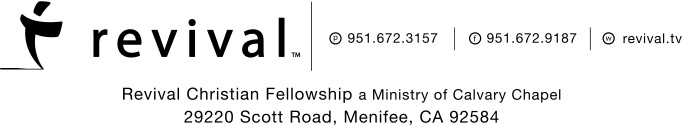 revival™ ⓟ 951.672.3157 ⓕ 951.672.9187 ⓦ revival.tv
Revival Christian Fellowship a Ministry of Calvary Chapel
29220 Scott Road, Menifee, CA 92584